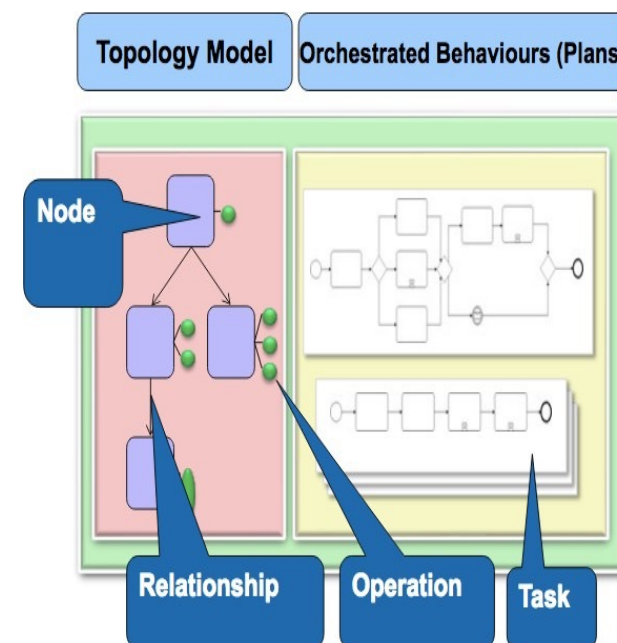 Topology Model
Orchestrated Behaviours (Plans
Node
Relationship
Operation
Task